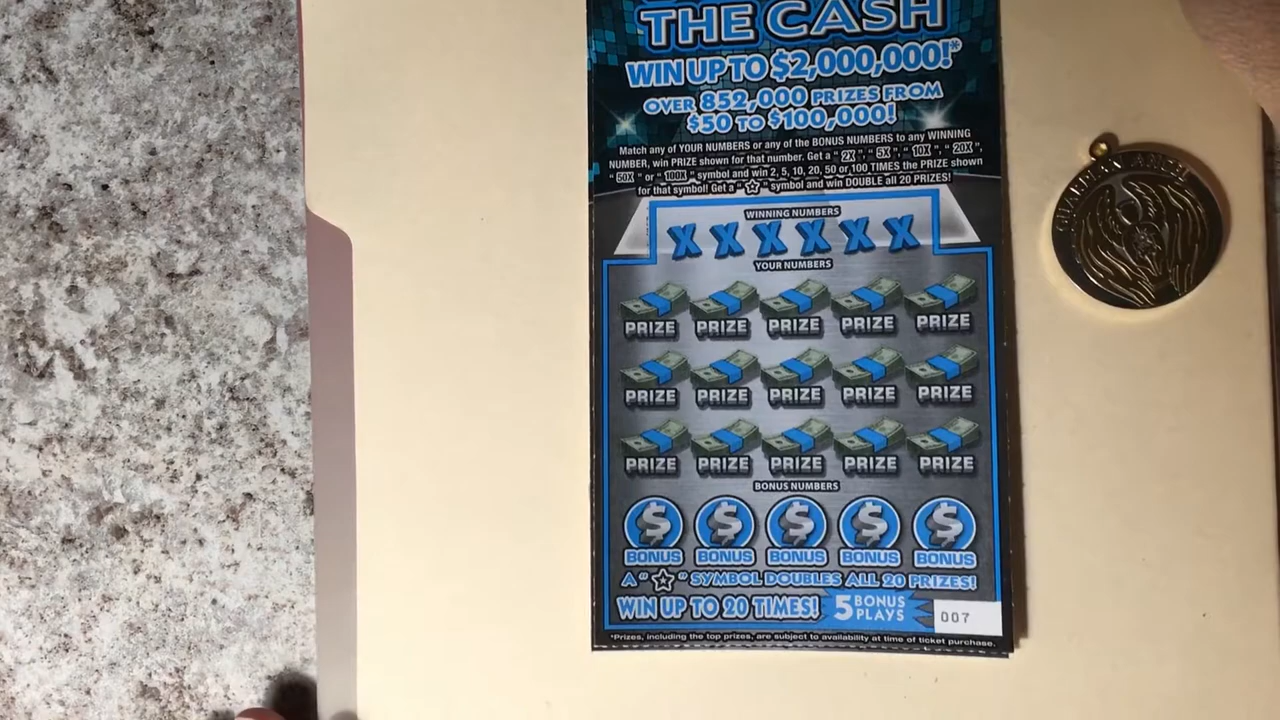 THE CASH
WIN UP TO $2,000,000!*
OVER 852,000 PRIZES FROM
$50 TO $100,000!
Match any of YOUR NUMBERS or any of the BONUS NUMBERS to any WINNING
NUMBER, win PRIZE shown for that number. Get a "2X", "5X", "10X", "20X",
"50X" or "100X" symbol and win 2, 5, 10, 20, 50 or 100 TIMES the PRIZE shown
for that symbol! Get a "☆" symbol and win DOUBLE all 20 PRIZES!
WINNING NUMBERS
X X X X X X
YOUR NUMBERS
PRIZE PRIZE PRIZE PRIZE PRIZE
PRIZE PRIZE PRIZE PRIZE PRIZE
PRIZE PRIZE PRIZE PRIZE PRIZE
BONUS NUMBERS
$ $ $ $ $
BONUS BONUS BONUS BONUS BONUS
A "☆" SYMBOL DOUBLES ALL 20 PRIZES!
WIN UP TO 20 TIMES! 5 BONUS PLAYS
007
*Prizes, including the top prizes, are subject to availability at time of ticket purchase.
GUARDIAN ANGEL